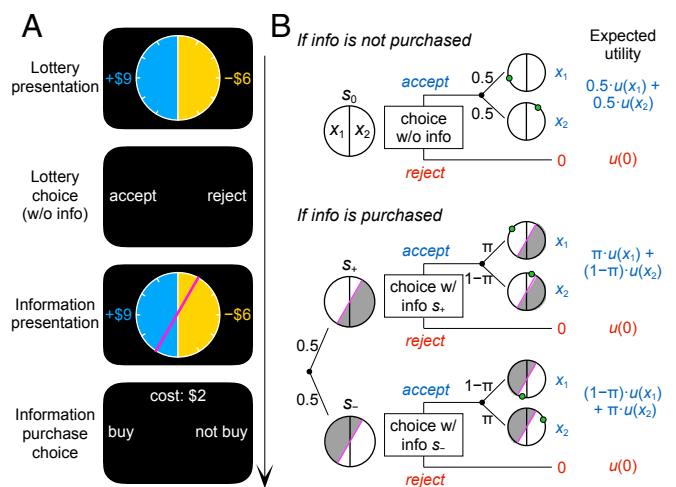 A
Lottery
presentation
+$9
−$6
Lottery
choice
(w/o info)
accept
reject
Information
presentation
+$9
−$6
Information
purchase
choice
cost: $2
buy
not buy
B
If info is not purchased
Expected
utility
s₀
x₁
x₂
accept
choice
w/o info
reject
0.5
0.5
x₁
x₂
0
0.5·u(x₁) +
0.5·u(x₂)
u(0)
If info is purchased
0.5
0.5
s₊
accept
choice w/
info s₊
reject
π
1−π
x₁
x₂
0
π·u(x₁) +
(1−π)·u(x₂)
u(0)
s₋
accept
choice w/
info s₋
reject
1−π
π
x₁
x₂
0
(1−π)·u(x₁)
+ π·u(x₂)
u(0)